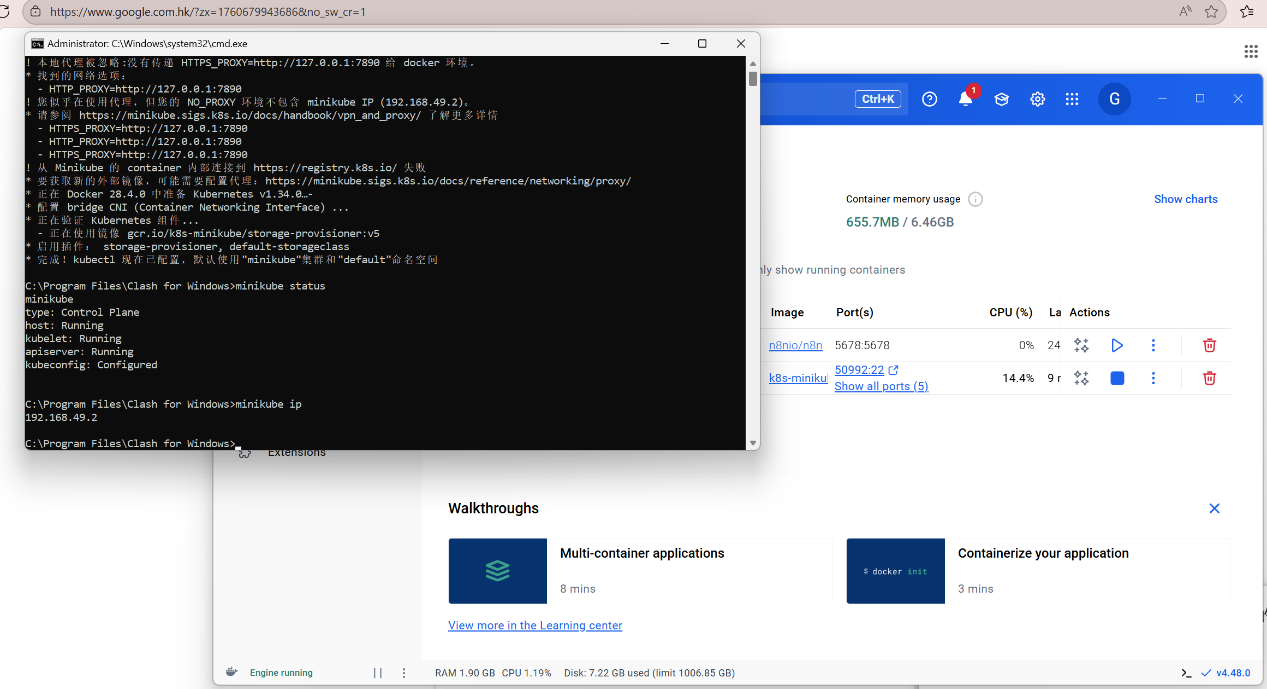 https://www.google.com.hk/?zx=1760679943686&no_sw_cr=1
Administrator: C:\Windows\system32\cmd.exe
! 本地代理被忽略:没有传递 HTTPS_PROXY=http://127.0.0.1:7890 给 docker 环境.
* 找到的网络选项:
- HTTP_PROXY=http://127.0.0.1:7890
! 您似乎在使用代理，但您的 NO_PROXY 环境不包含 minikube IP (192.168.49.2)。
* 请参阅 https://minikube.sigs.k8s.io/docs/handbook/vpn_and_proxy/ 了解更多详情
- HTTPS_PROXY=http://127.0.0.1:7890
- HTTP_PROXY=http://127.0.0.1:7890
- HTTPS_PROXY=http://127.0.0.1:7890
! 从 Minikube 的 container 内部连接到 https://registry.k8s.io/ 失败
* 要获取新的外部镜像，可能需要配置代理：https://minikube.sigs.k8s.io/docs/reference/networking/proxy/
* 正在 Docker 28.4.0 中准备 Kubernetes v1.34.0…-
* 配置 bridge CNI (Container Networking Interface) ...
* 正在验证 Kubernetes 组件...
- 正在使用镜像 gcr.io/k8s-minikube/storage-provisioner:v5
* 启用插件： storage-provisioner, default-storageclass
* 完成！kubectl 现在已配置，默认使用"minikube"集群和"default"命名空间
C:\Program Files\Clash for Windows>minikube status
minikube
type: Control Plane
host: Running
kubelet: Running
apiserver: Running
kubeconfig: Configured
C:\Program Files\Clash for Windows>minikube ip
192.168.49.2
C:\Program Files\Clash for Windows>
Ctrl+K
1
G
Container memory usage
Show charts
655.7MB / 6.46GB
nly show running containers
Image Port(s) CPU (%) La Actions
n8nio/n8n 5678:5678 0% 24
k8s-miniku 50992:22 14.4% 9 r
Show all ports (5)
Extensions
Walkthroughs
Multi-container applications
8 mins
$ docker init
Containerize your application
3 mins
View more in the Learning center
Engine running
RAM 1.90 GB CPU 1.19% Disk: 7.22 GB used (limit 1006.85 GB)
v4.48.0